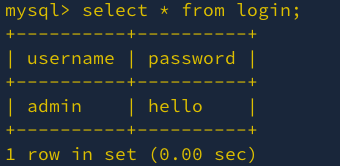 mysql> select * from login;
+----------+----------+
| username | password |
+----------+----------+
| admin    | hello    |
+----------+----------+
1 row in set (0.00 sec)